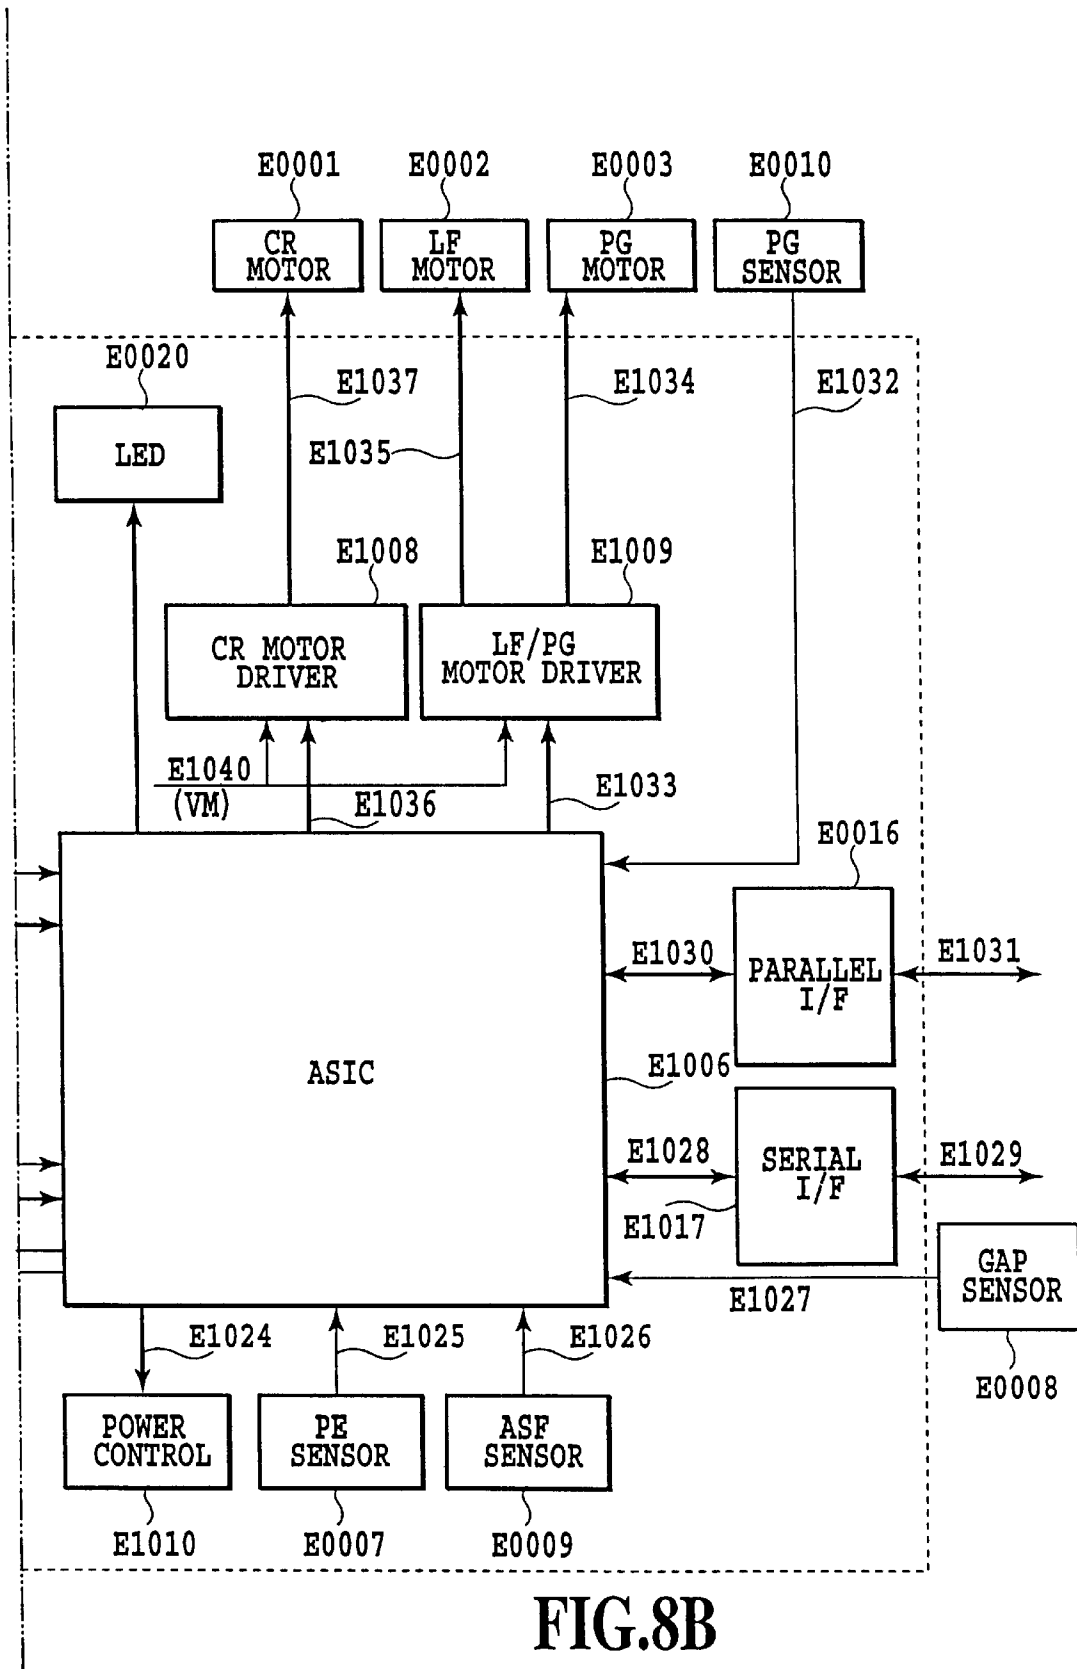 E0001 E0002 E0003 E0010
CR
MOTOR
LF
MOTOR
PG
MOTOR
PG
SENSOR
E0020
E1037 E1034 E1032
LED
E1035
E1008 E1009
CR MOTOR
DRIVER
LF/PG
MOTOR DRIVER
E1040
(VM)
E1036
E1033
E0016
E1030
PARALLEL
I/F
E1031
ASIC
E1006
E1028
SERIAL
I/F
E1029
E1017
GAP
SENSOR
E1027
E1024 E1025 E1026
E0008
POWER
CONTROL
PE
SENSOR
ASF
SENSOR
E1010 E0007 E0009
FIG.8B